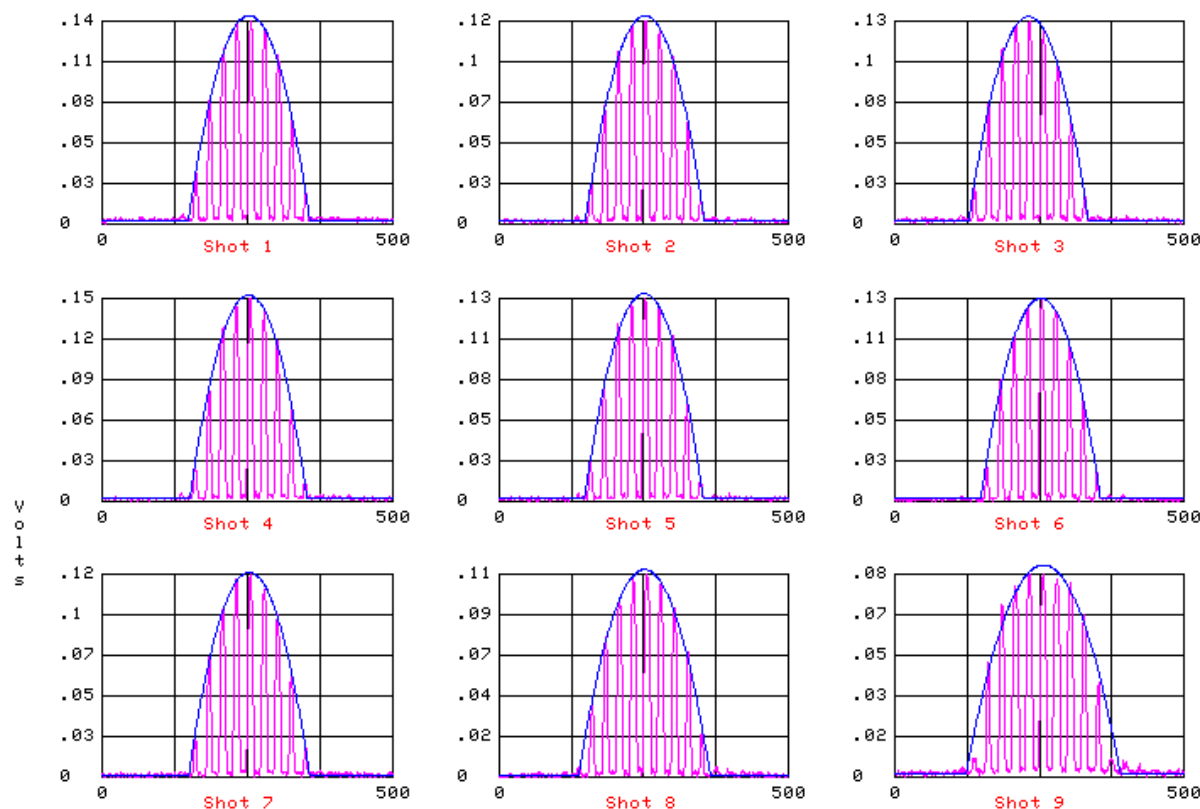 .14 .12 .13
.11 .1 .1
.08 .07 .08
.05 .05 .05
.03 .03 .03
0 0 0
0 500 0 500 0 500
Shot 1 Shot 2 Shot 3
.15 .13 .13
.12 .11 .11
.09 .08 .08
.06 .05 .05
.03 .03 .03
0 0 0
0 500 0 500 0 500
Shot 4 Shot 5 Shot 6
Volts
.12 .11 .08
.1 .09 .07
.07 .07 .05
.05 .04 .03
.03 .02 .02
0 0 0
0 500 0 500 0 500
Shot 7 Shot 8 Shot 9